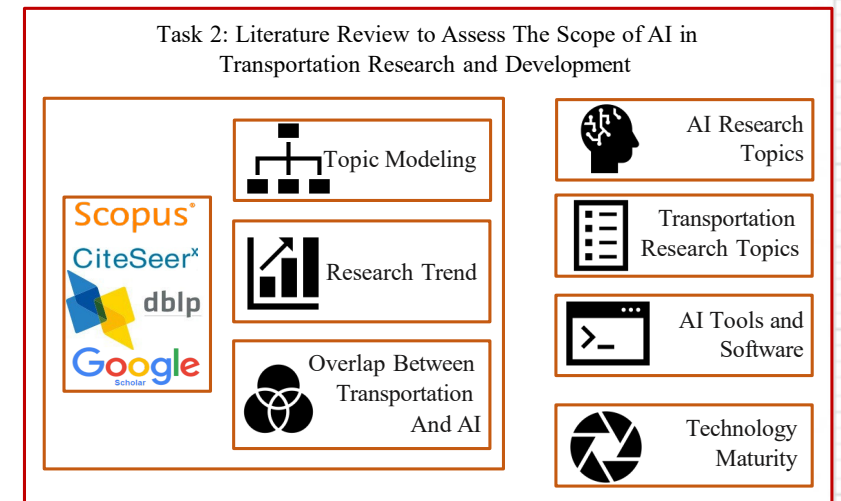 Task 2: Literature Review to Assess The Scope of AI in
Transportation Research and Development
Scopus®
CiteSeerx
dblp
Google
Scholar
Topic Modeling
Research Trend
Overlap Between
Transportation
And AI
AI Research
Topics
Transportation
Research Topics
AI Tools and
Software
Technology
Maturity